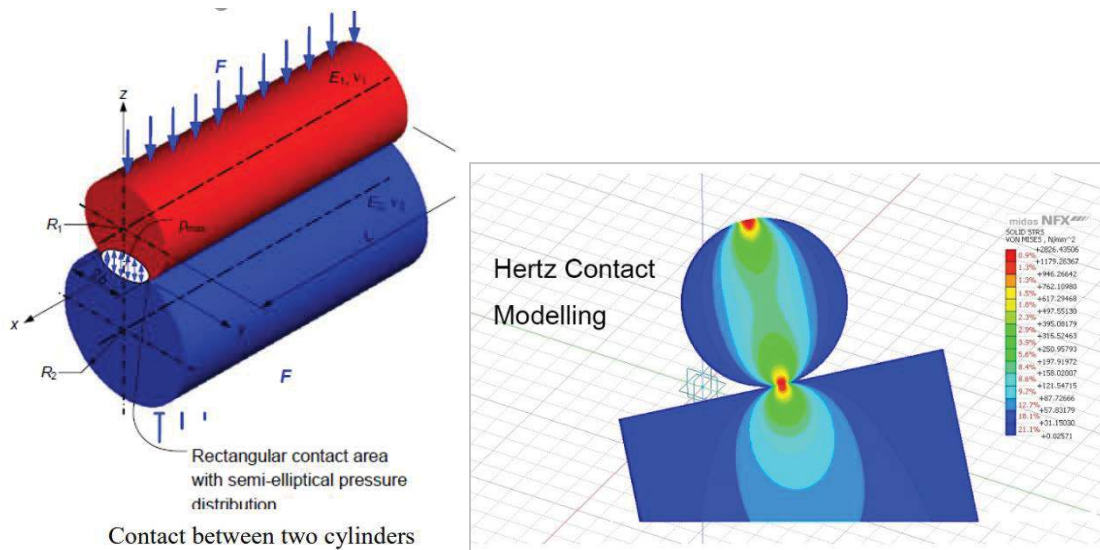 F
z
E₁, ν₁
R₁
pₘₐₓ
L
x
y
R₂
F
Rectangular contact area
with semi-elliptical pressure
distribution
Contact between two cylinders
Hertz Contact
Modelling
midas NFX
SOLID STRS
VON MISES , N/mm^2
+2826.43506
0.9%
+1179.26367
1.3%
+946.26642
1.3%
+762.10980
1.5%
+617.29468
1.8%
+497.55138
2.3%
+395.08179
2.9%
+315.52463
3.9%
+250.95793
5.6%
+197.91972
8.4%
+158.02007
8.6%
+121.54715
9.7%
+87.72666
12.7%
+57.83179
18.1%
+31.15030
21.1%
+0.02571